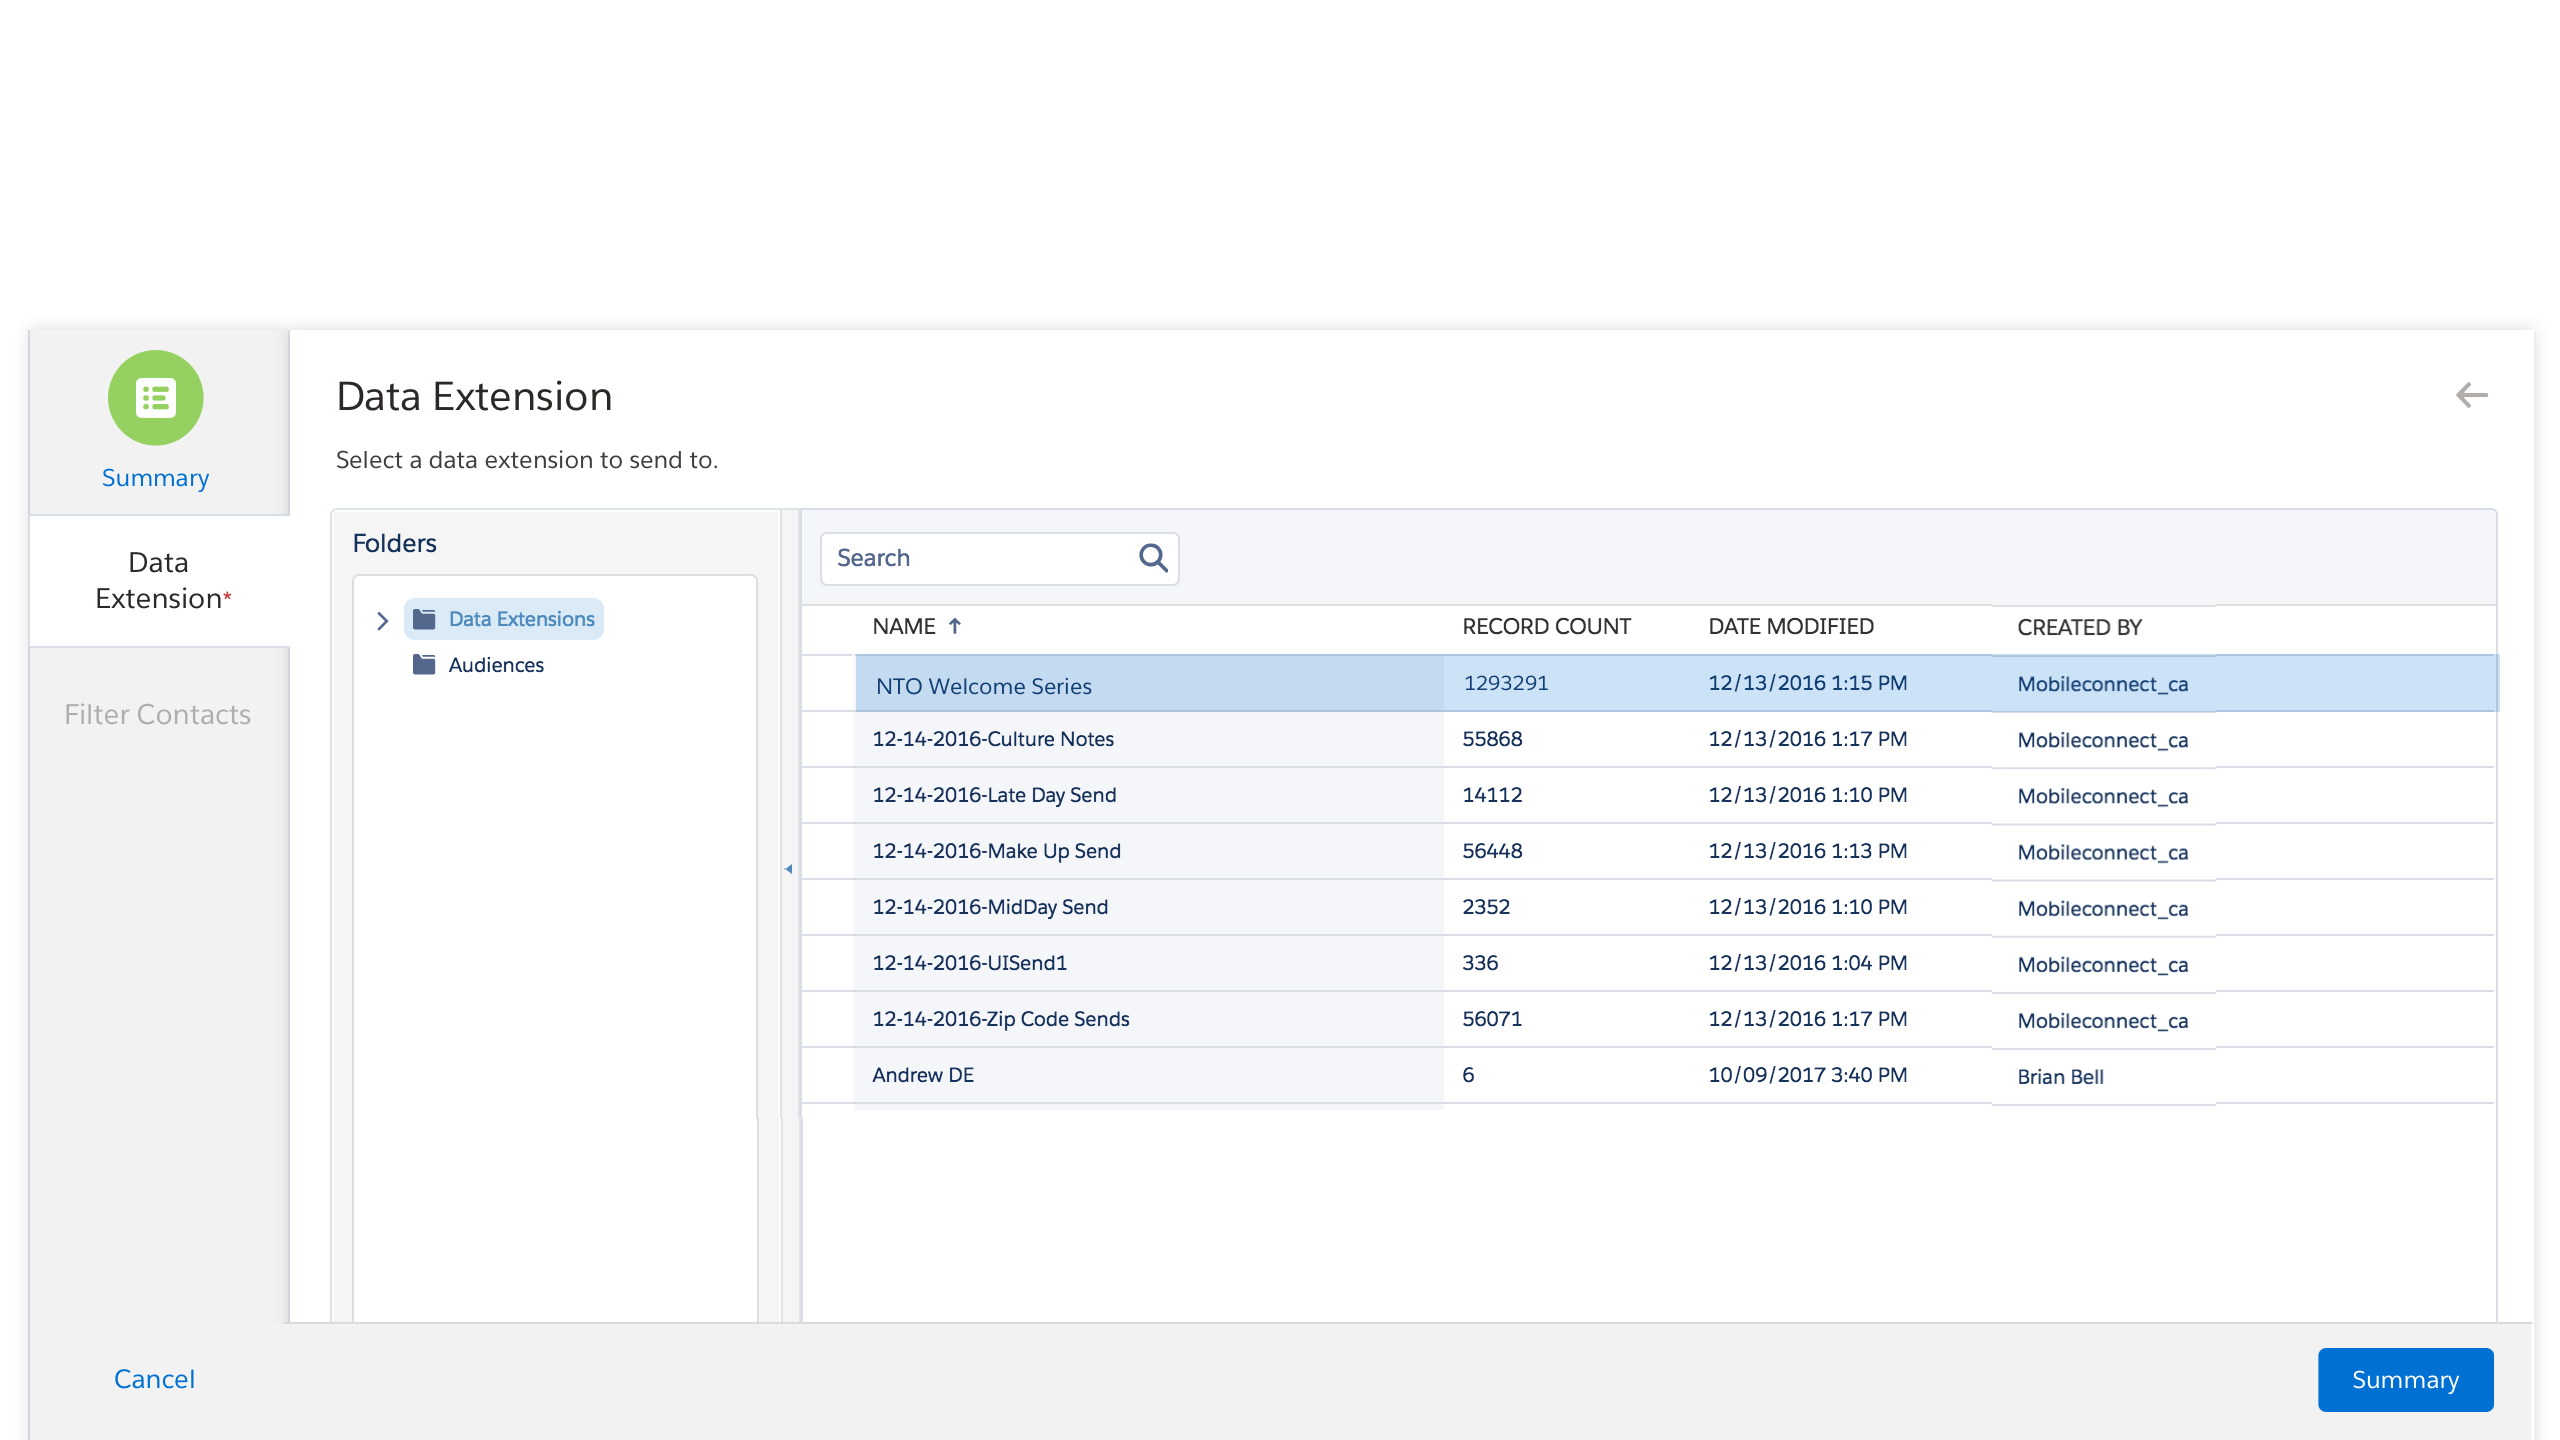 Summary
Data
Extension*
Filter Contacts
Data Extension
Select a data extension to send to.
Folders
Data Extensions
Audiences
Search
NAME ↑ RECORD COUNT DATE MODIFIED CREATED BY
NTO Welcome Series 1293291 12/13/2016 1:15 PM Mobileconnect_ca
12-14-2016-Culture Notes 55868 12/13/2016 1:17 PM Mobileconnect_ca
12-14-2016-Late Day Send 14112 12/13/2016 1:10 PM Mobileconnect_ca
12-14-2016-Make Up Send 56448 12/13/2016 1:13 PM Mobileconnect_ca
12-14-2016-MidDay Send 2352 12/13/2016 1:10 PM Mobileconnect_ca
12-14-2016-UISend1 336 12/13/2016 1:04 PM Mobileconnect_ca
12-14-2016-Zip Code Sends 56071 12/13/2016 1:17 PM Mobileconnect_ca
Andrew DE 6 10/09/2017 3:40 PM Brian Bell
Cancel
Summary